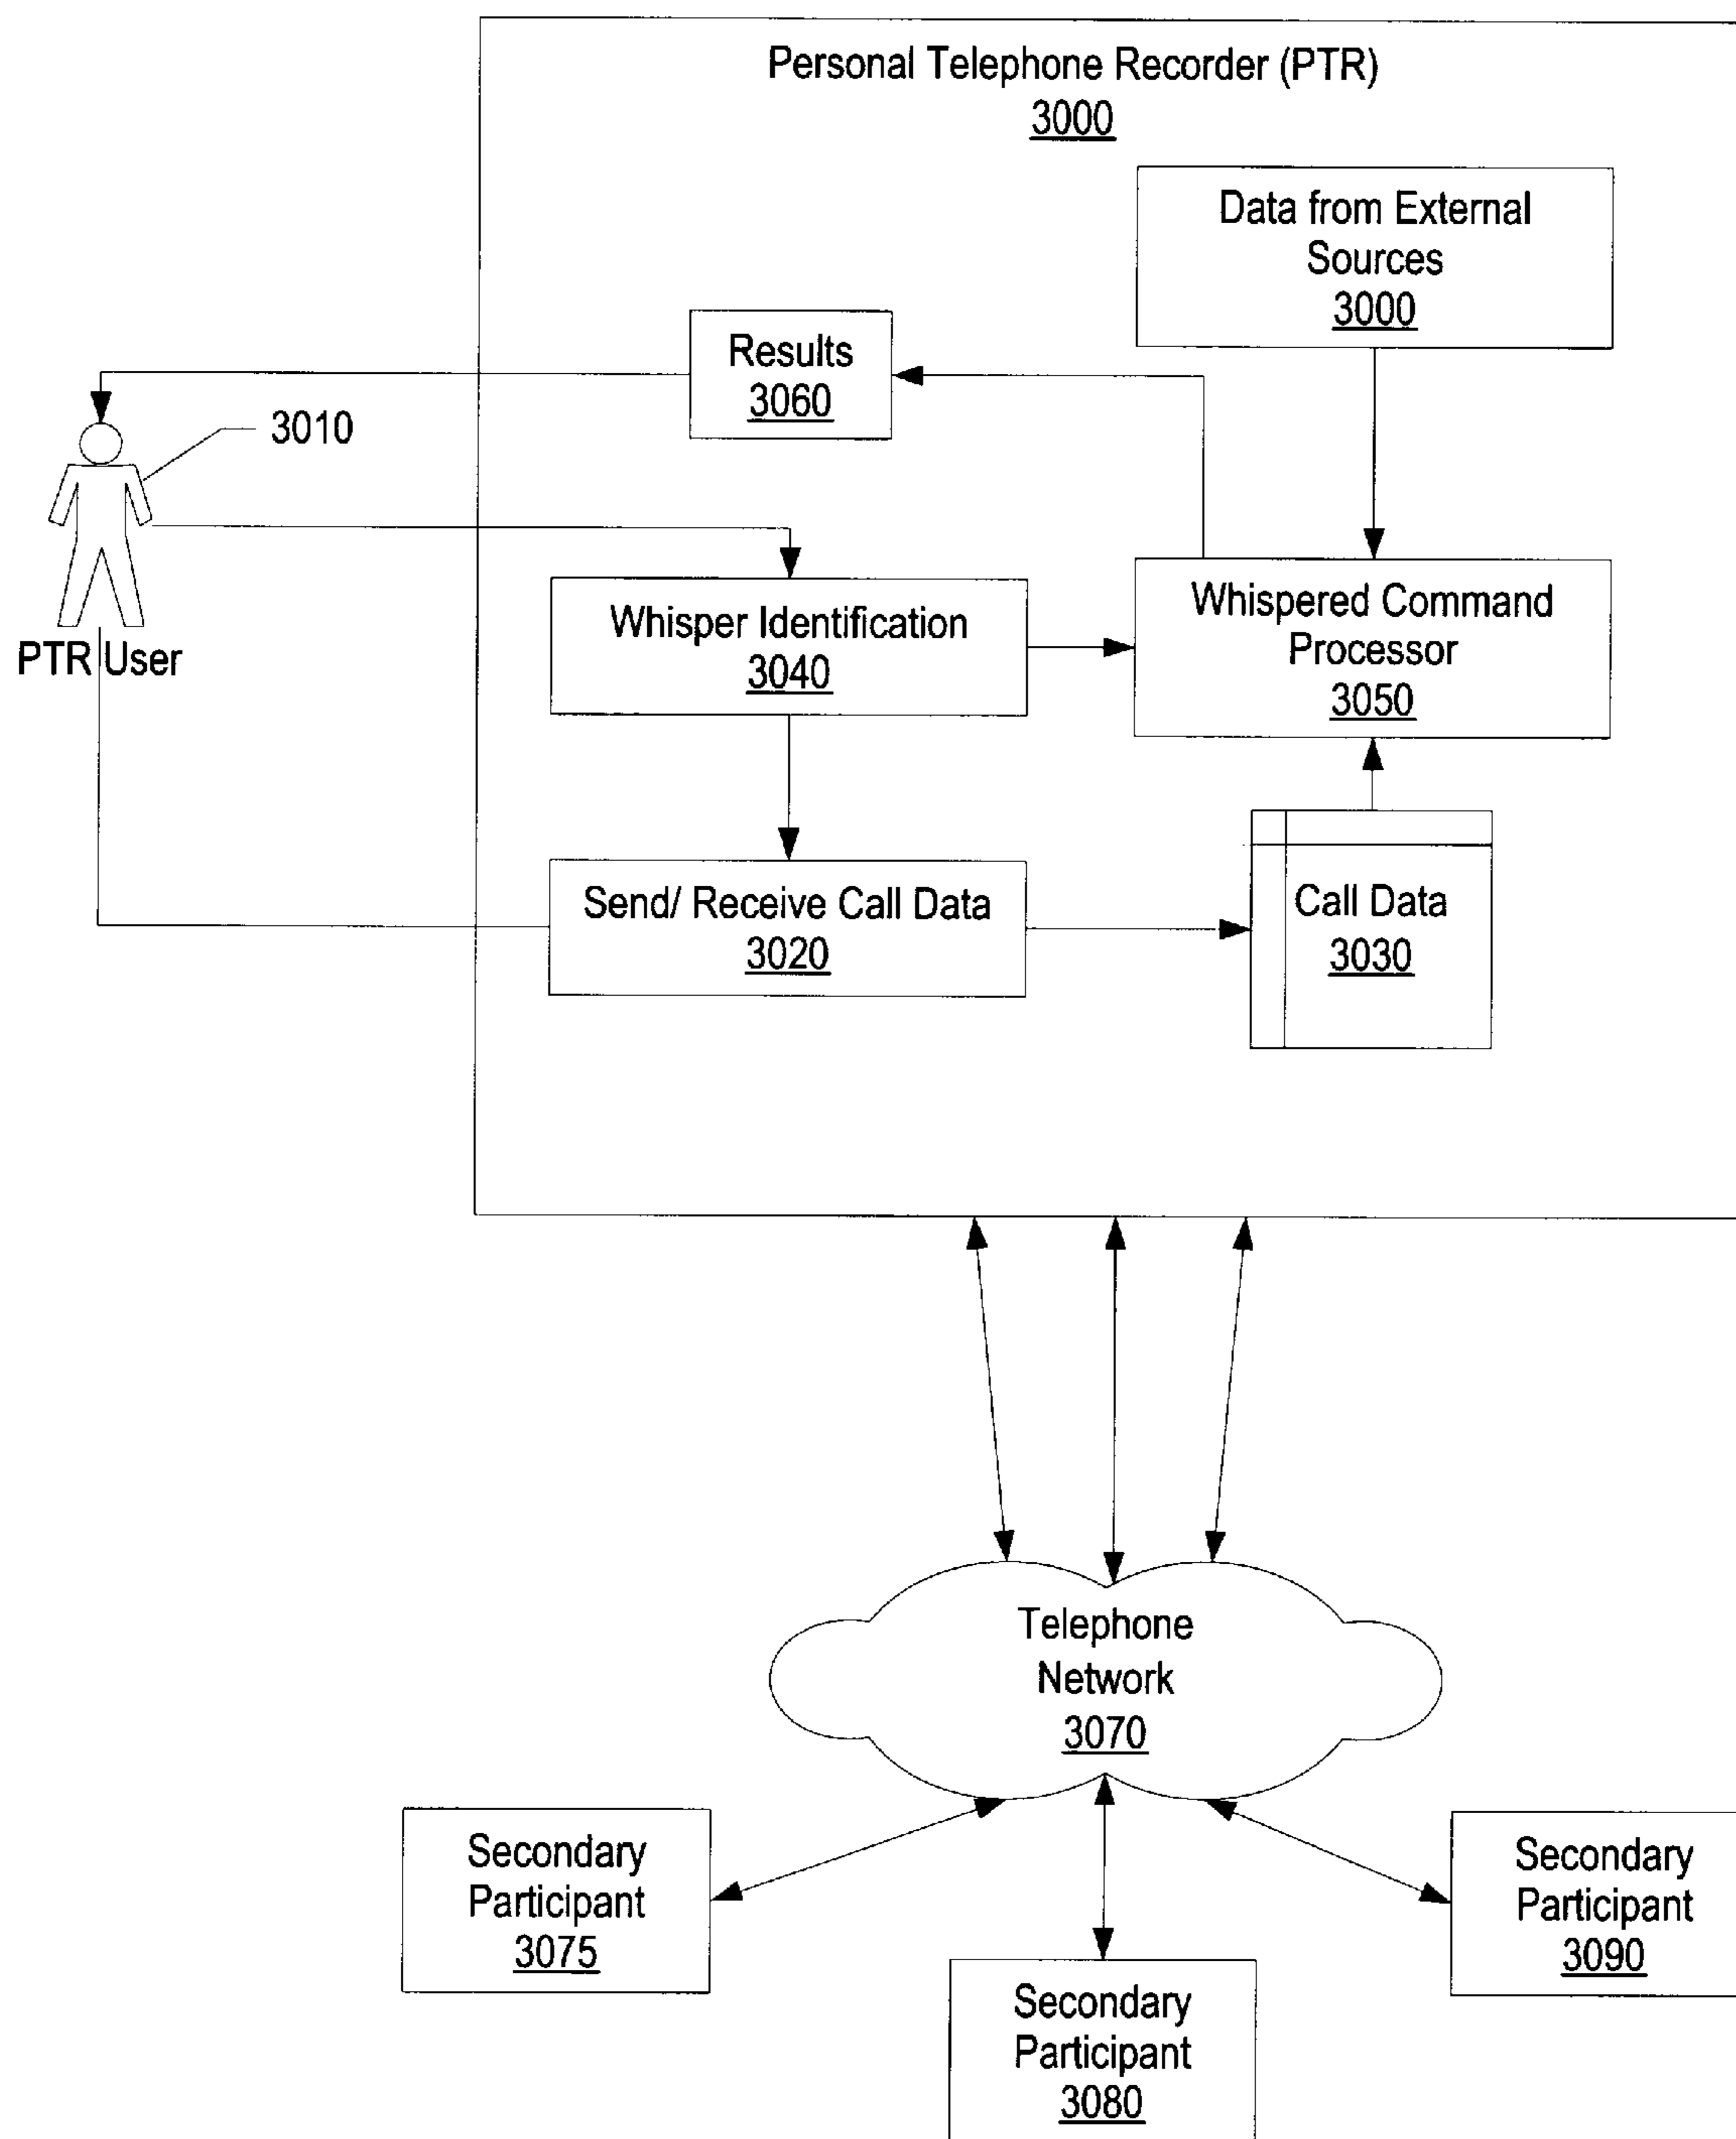 Personal Telephone Recorder (PTR)
3000
Data from External
Sources
3000
Results
3060
3010
PTR User
Whisper Identification
3040
Whispered Command
Processor
3050
Send/ Receive Call Data
3020
Call Data
3030
Telephone
Network
3070
Secondary
Participant
3075
Secondary
Participant
3080
Secondary
Participant
3090